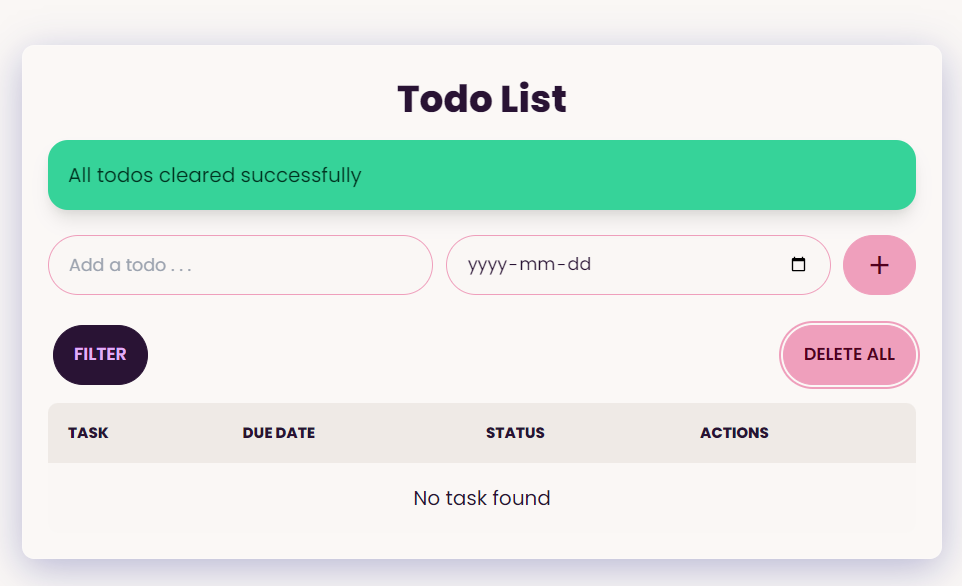 Todo List
All todos cleared successfully
Add a todo . . .
yyyy-mm-dd
+
FILTER
DELETE ALL
TASK DUE DATE STATUS ACTIONS
No task found